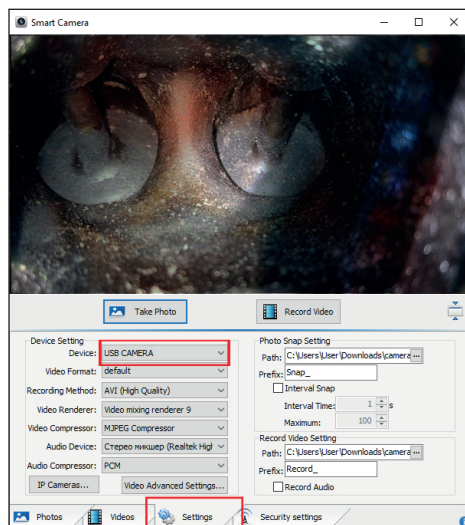 Smart Camera
Take Photo
Record Video
Device Setting
Device: USB CAMERA
Video Format: default
Recording Method: AVI (High Quality)
Video Renderer: Video mixing renderer 9
Video Compressor: MJPEG Compressor
Audio Device: Стерео микшер (Realtek High
Audio Compressor: PCM
IP Cameras...
Video Advanced Settings...
Photo Snap Setting
Path: C:\Users\User\Downloads\camera ...
Prefix: Snap_
Interval Snap
Interval Time: 1 s
Maximum: 100
Record Video Setting
Path: C:\Users\User\Downloads\camera ...
Prefix: Record_
Record Audio
Photos
Videos
Settings
Security settings